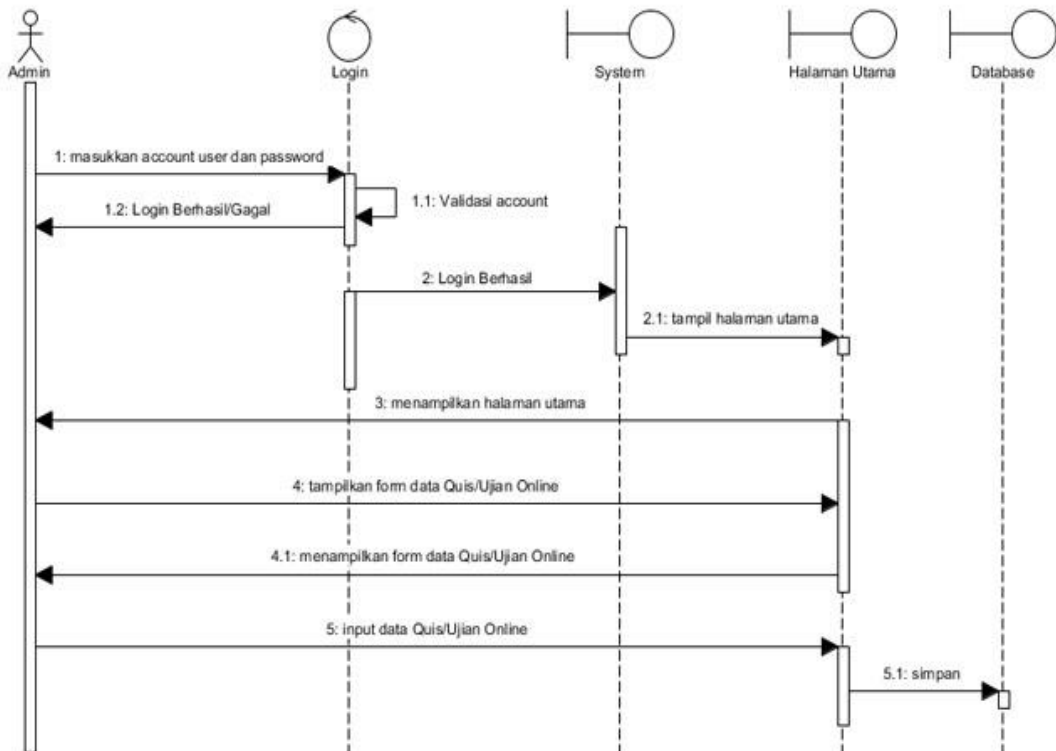 Admin
Login
System
Halaman Utama
Database
1: masukkan account user dan password
1.1: Validasi account
1.2: Login Berhasil/Gagal
2: Login Berhasil
2.1: tampil halaman utama
3: menampilkan halaman utama
4: tampilkan form data Quis/Ujian Online
4.1: menampilkan form data Quis/Ujian Online
5: input data Quis/Ujian Online
5.1: simpan